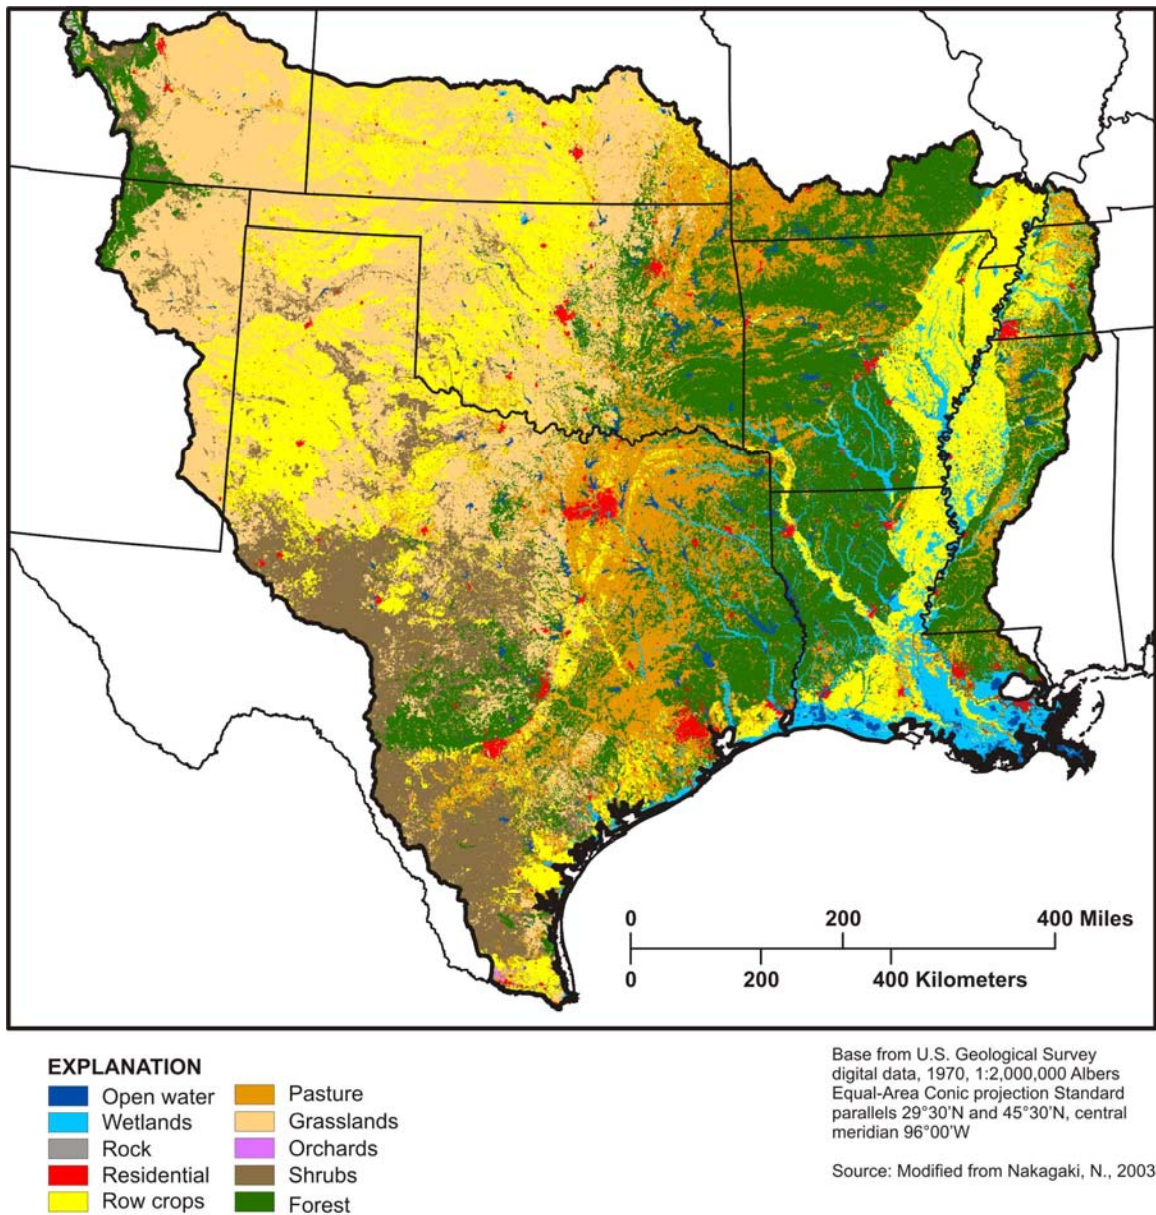 0 200 400 Miles
0 200 400 Kilometers
EXPLANATION
Open water
Wetlands
Rock
Residential
Row crops
Pasture
Grasslands
Orchards
Shrubs
Forest
Base from U.S. Geological Survey
digital data, 1970, 1:2,000,000 Albers
Equal-Area Conic projection Standard
parallels 29°30'N and 45°30'N, central
meridian 96°00'W
Source: Modified from Nakagaki, N., 2003